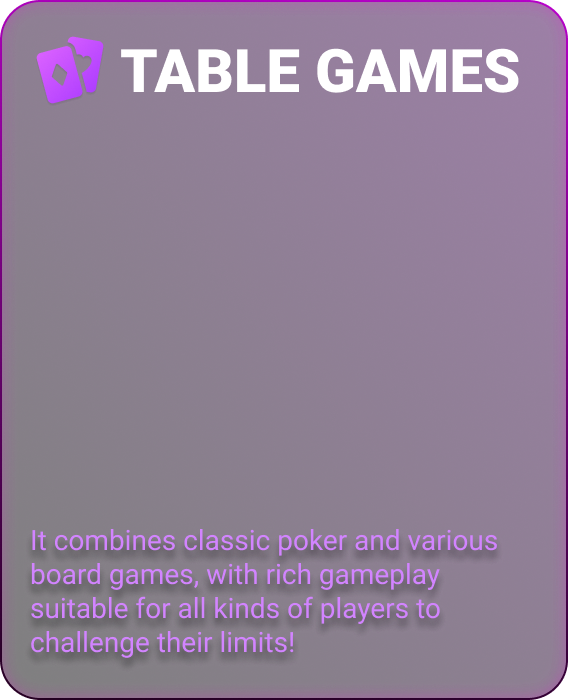 TABLE GAMES
It combines classic poker and various
board games, with rich gameplay
suitable for all kinds of players to
challenge their limits!